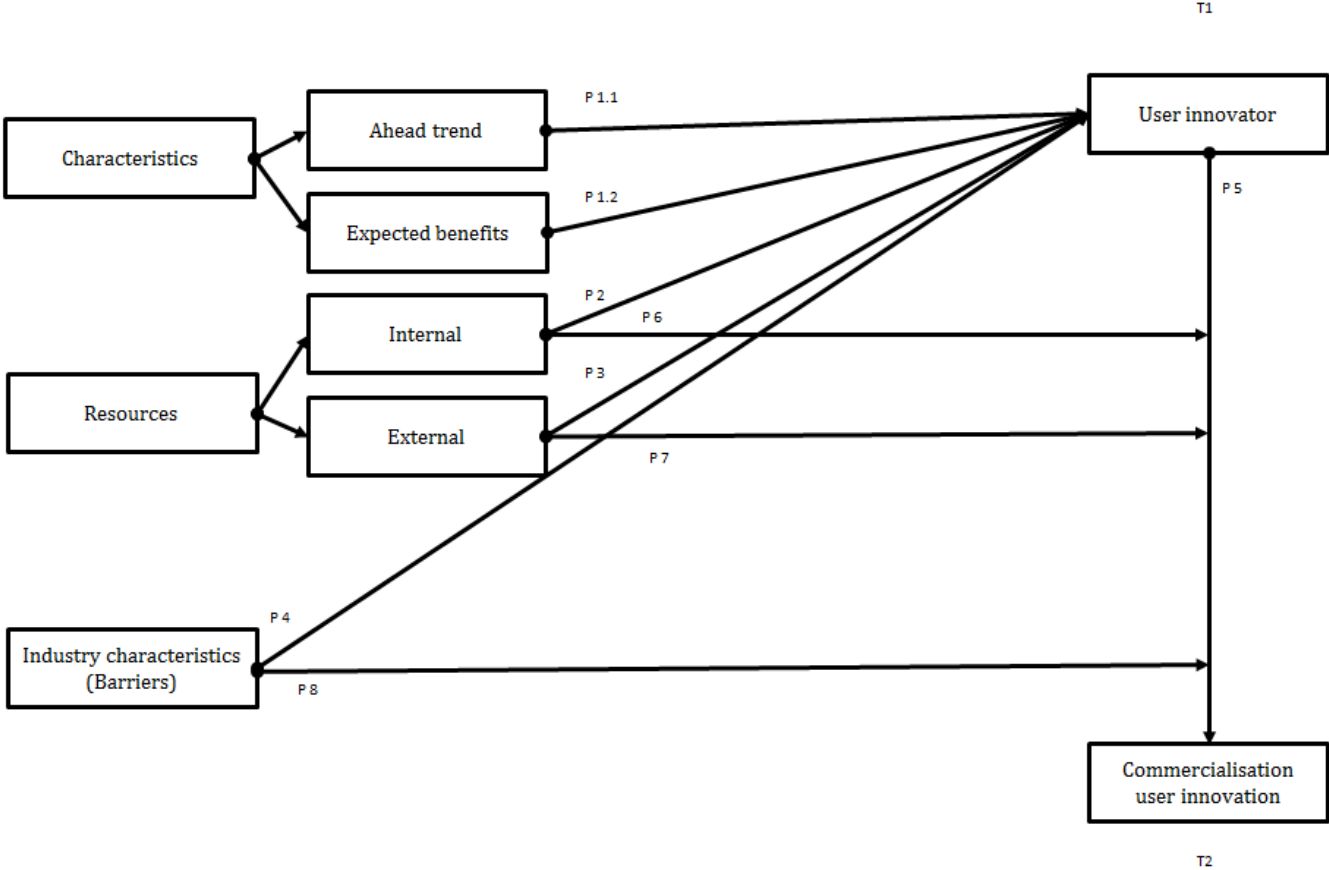 T1
P 1.1
Ahead trend
User innovator
Characteristics
P 5
P 1.2
Expected benefits
P 2
P 6
Internal
P 3
Resources
External
P 7
P 4
Industry characteristics
(Barriers)
P 8
Commercialisation
user innovation
T2